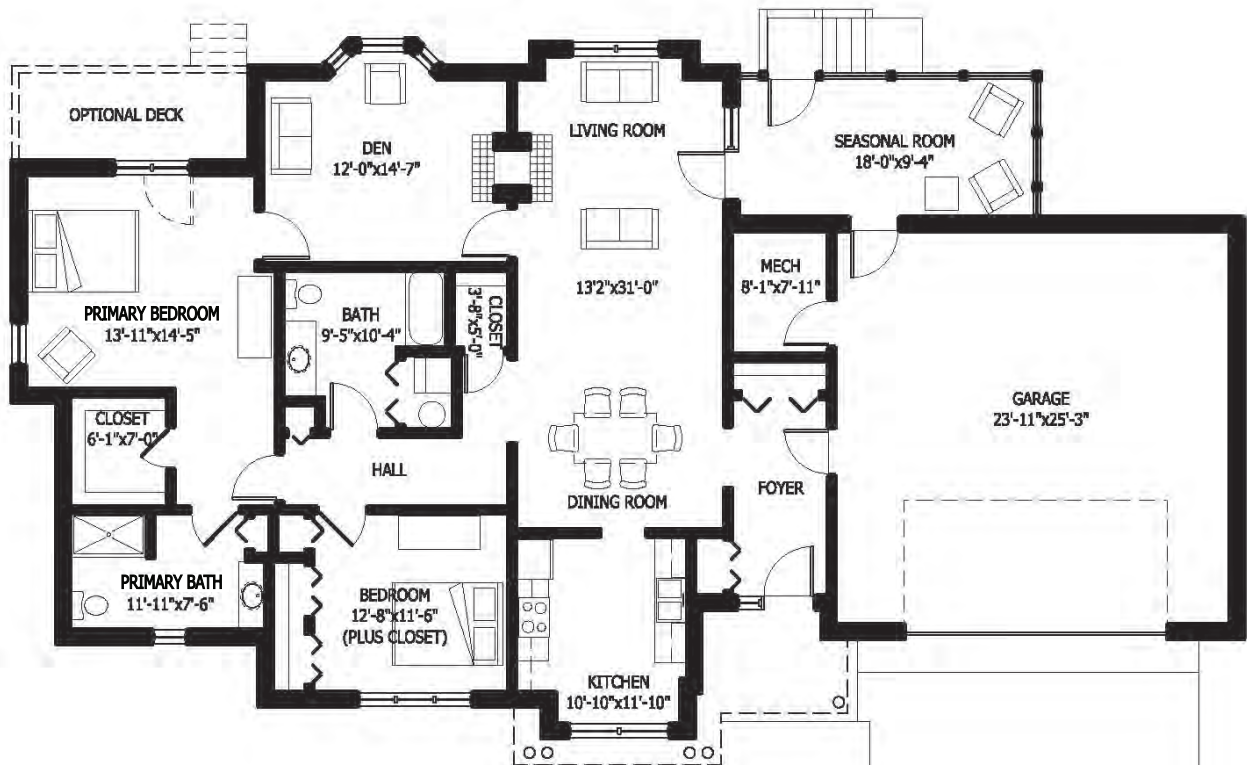 OPTIONAL DECK
DEN
12'-0"x14'-7"
LIVING ROOM
SEASONAL ROOM
18'-0"x9'-4"
MECH
8'-1"x7'-11"
13'2"x31'-0"
PRIMARY BEDROOM
13'-11"x14'-5"
BATH
9'-5"x10'-4"
CLOSET
3'-8"x5'-0"
CLOSET
6'-1"x7'-0"
GARAGE
23'-11"x25'-3"
HALL
DINING ROOM
FOYER
PRIMARY BATH
11'-11"x7'-6"
BEDROOM
12'-8"x11'-6"
(PLUS CLOSET)
KITCHEN
10'-10"x11'-10"